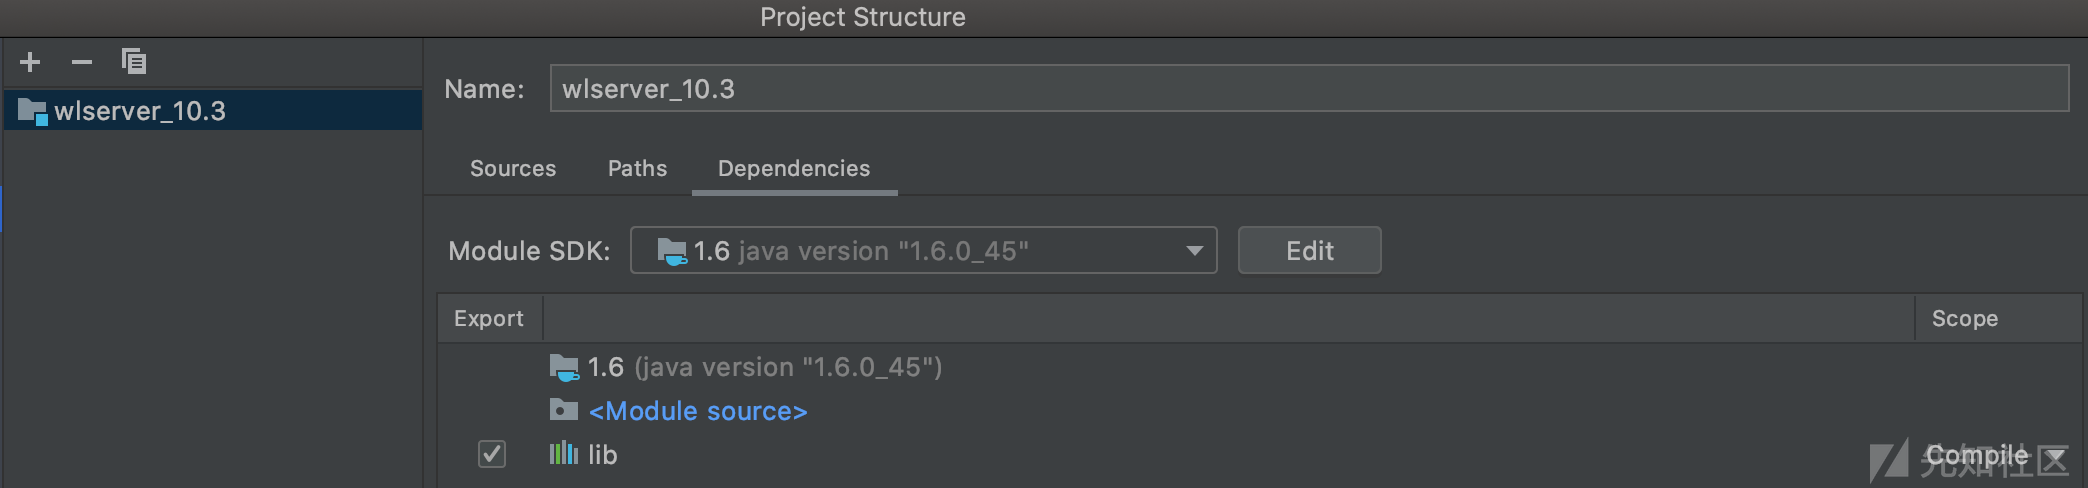 Project Structure
wlserver_10.3
Name: wlserver_10.3
Sources Paths Dependencies
Module SDK: 1.6 java version "1.6.0_45" Edit
Export Scope
1.6 (java version "1.6.0_45")
<Module source>
lib Compile
先知社区